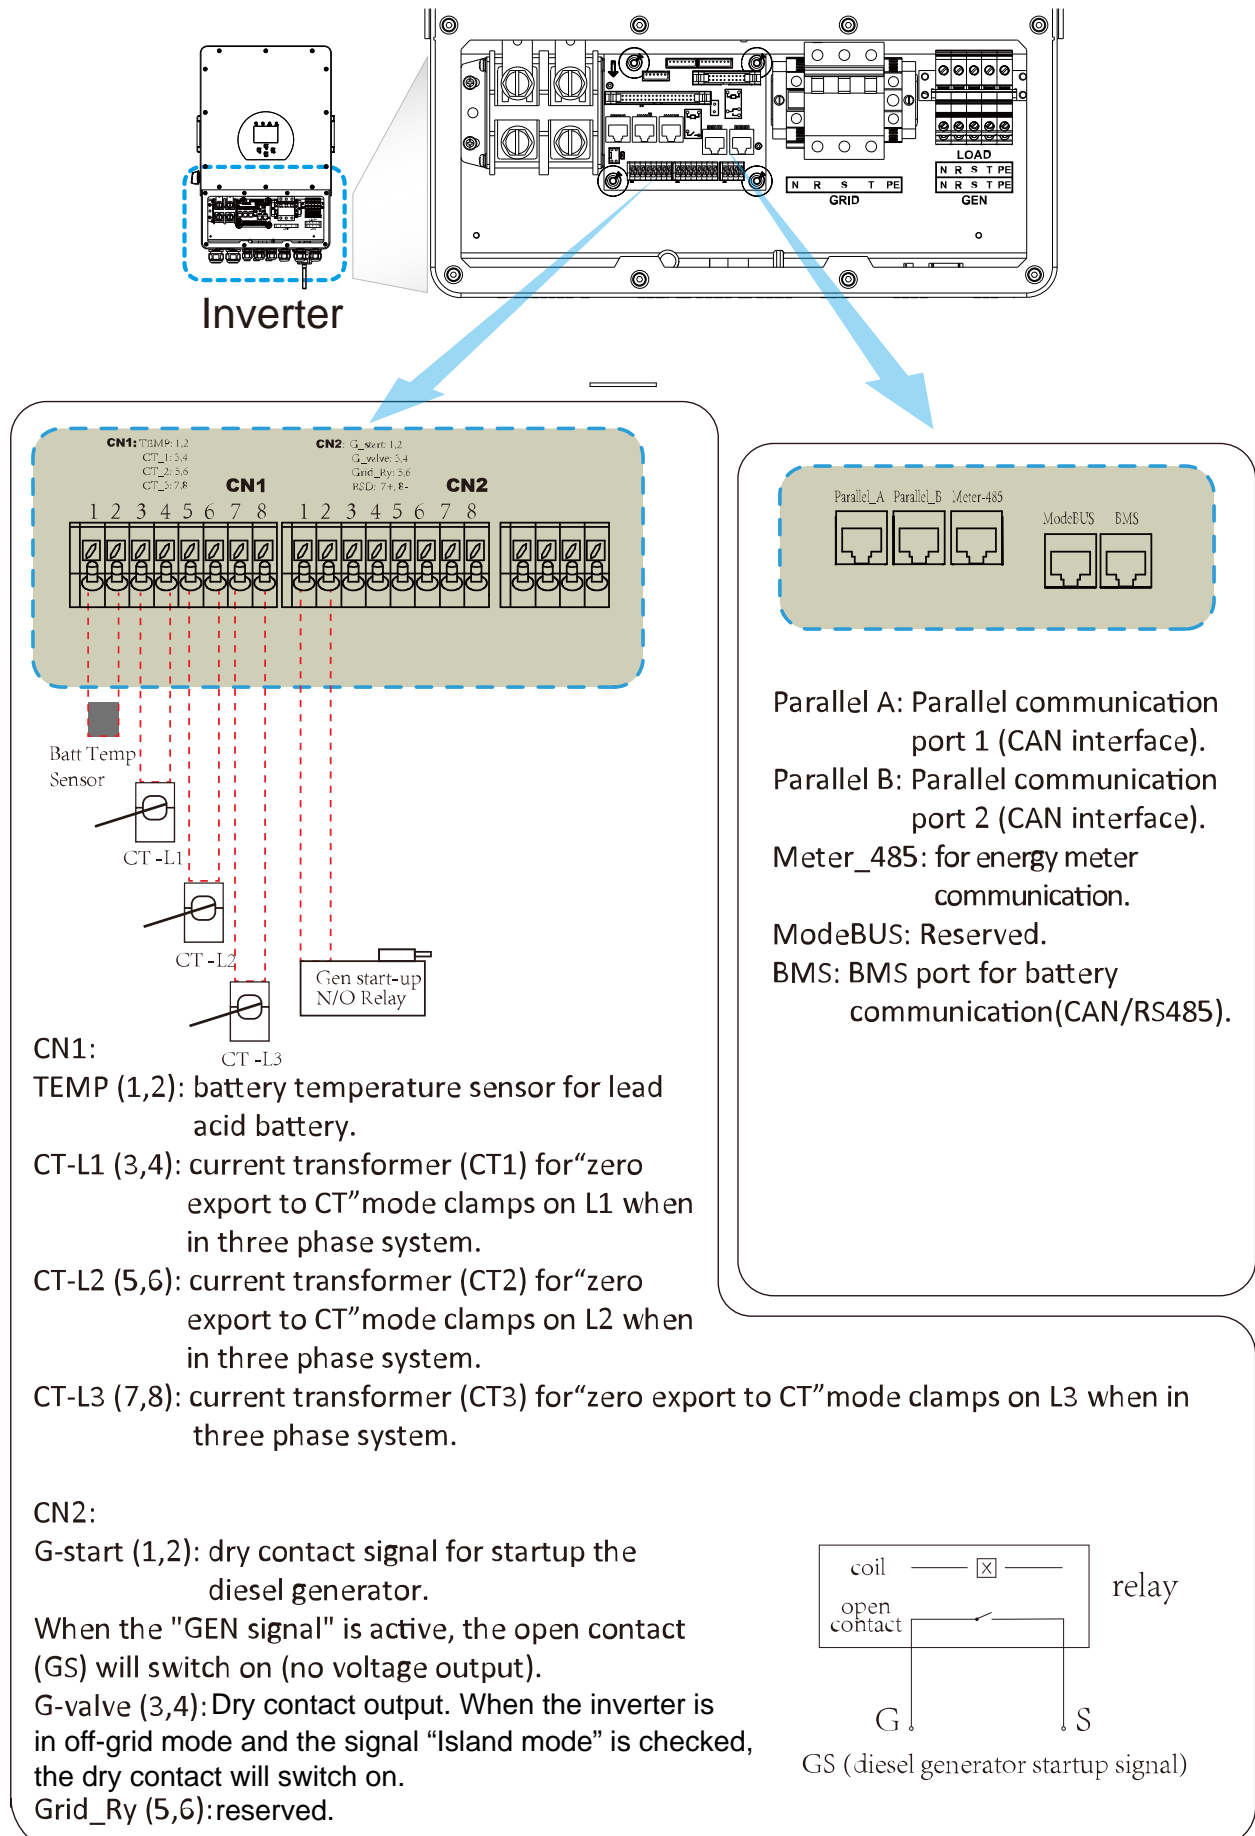 LOAD
N R S T PE
N R S T PE
GEN
N R S T PE
GRID
Inverter
CN1: TEMP: 1,2
CT_1: 3,4
CT_2: 5,6
CT_3: 7,8
CN1
CN2: G_start: 1,2
G_valve: 3,4
Grid_Ry: 5,6
RSD: 7+, 8-
CN2
1 2 3 4 5 6 7 8
1 2 3 4 5 6 7 8
Batt Temp
Sensor
CT -L1
CT -L2
CT -L3
Gen start-up
N/O Relay
Parallel_A Parallel_B Meter-485
ModeBUS BMS
Parallel A: Parallel communication
port 1 (CAN interface).
Parallel B: Parallel communication
port 2 (CAN interface).
Meter_485: for energy meter
communication.
ModeBUS: Reserved.
BMS: BMS port for battery
communication(CAN/RS485).
CN1:
TEMP (1,2): battery temperature sensor for lead
acid battery.
CT-L1 (3,4): current transformer (CT1) for“zero
export to CT”mode clamps on L1 when
in three phase system.
CT-L2 (5,6): current transformer (CT2) for“zero
export to CT”mode clamps on L2 when
in three phase system.
CT-L3 (7,8): current transformer (CT3) for“zero export to CT”mode clamps on L3 when in
three phase system.
CN2:
G-start (1,2): dry contact signal for startup the
diesel generator.
When the "GEN signal" is active, the open contact
(GS) will switch on (no voltage output).
G-valve (3,4): Dry contact output. When the inverter is
in off-grid mode and the signal “Island mode” is checked,
the dry contact will switch on.
Grid_Ry (5,6): reserved.
coil
open
contact
relay
G S
GS (diesel generator startup signal)